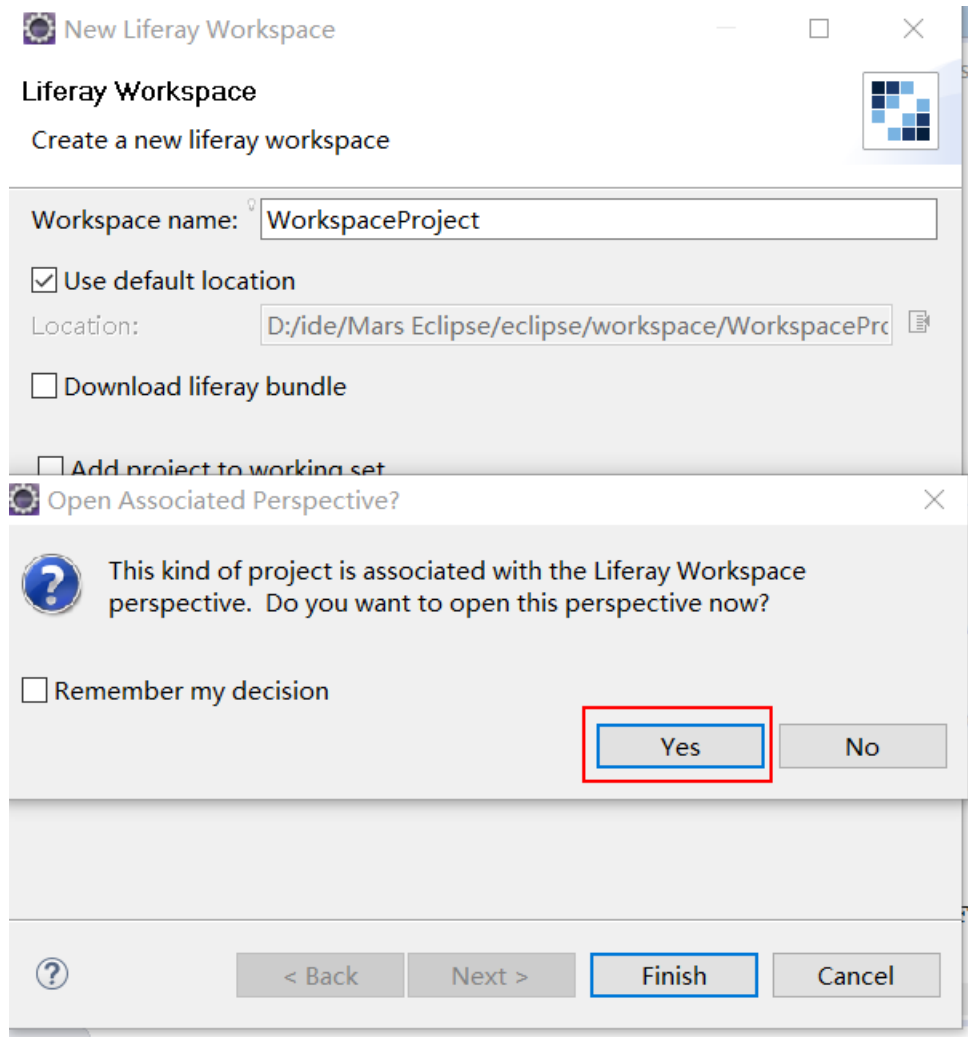 New Liferay Workspace
Liferay Workspace
Create a new liferay workspace
Workspace name: WorkspaceProject
Use default location
Location: D:/ide/Mars Eclipse/eclipse/workspace/WorkspacePro
Download liferay bundle
Add project to working set
Open Associated Perspective?
This kind of project is associated with the Liferay Workspace
perspective. Do you want to open this perspective now?
Remember my decision
Yes No
< Back Next > Finish Cancel